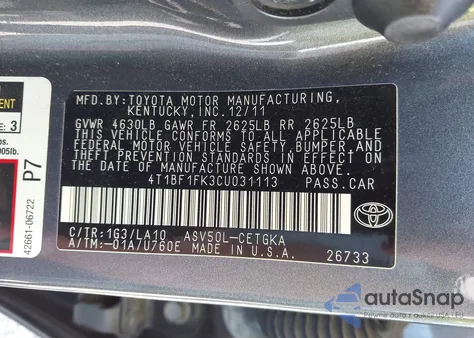 MFD. BY:TOYOTA MOTOR MANUFACTURING,
KENTUCKY, INC. 12/11
GVWR 4630LB GAWR FR 2625LB RR 2625LB
THIS VEHICLE CONFORMS TO ALL APPLICABLE
FEDERAL MOTOR VEHICLE SAFETY, BUMPER, AND
THEFT PREVENTION STANDARDS IN EFFECT ON
THE DATE OF MANUFACTURE SHOWN ABOVE.
4T1BF1FK3CU031113 PASS.CAR
C/TR:1G3/LA10 ASV50L-CETGKA
A/TM:-01A/U760E MADE IN U.S.A.
26733
TOYOTA
3
P7
42661-06722
autaSnap